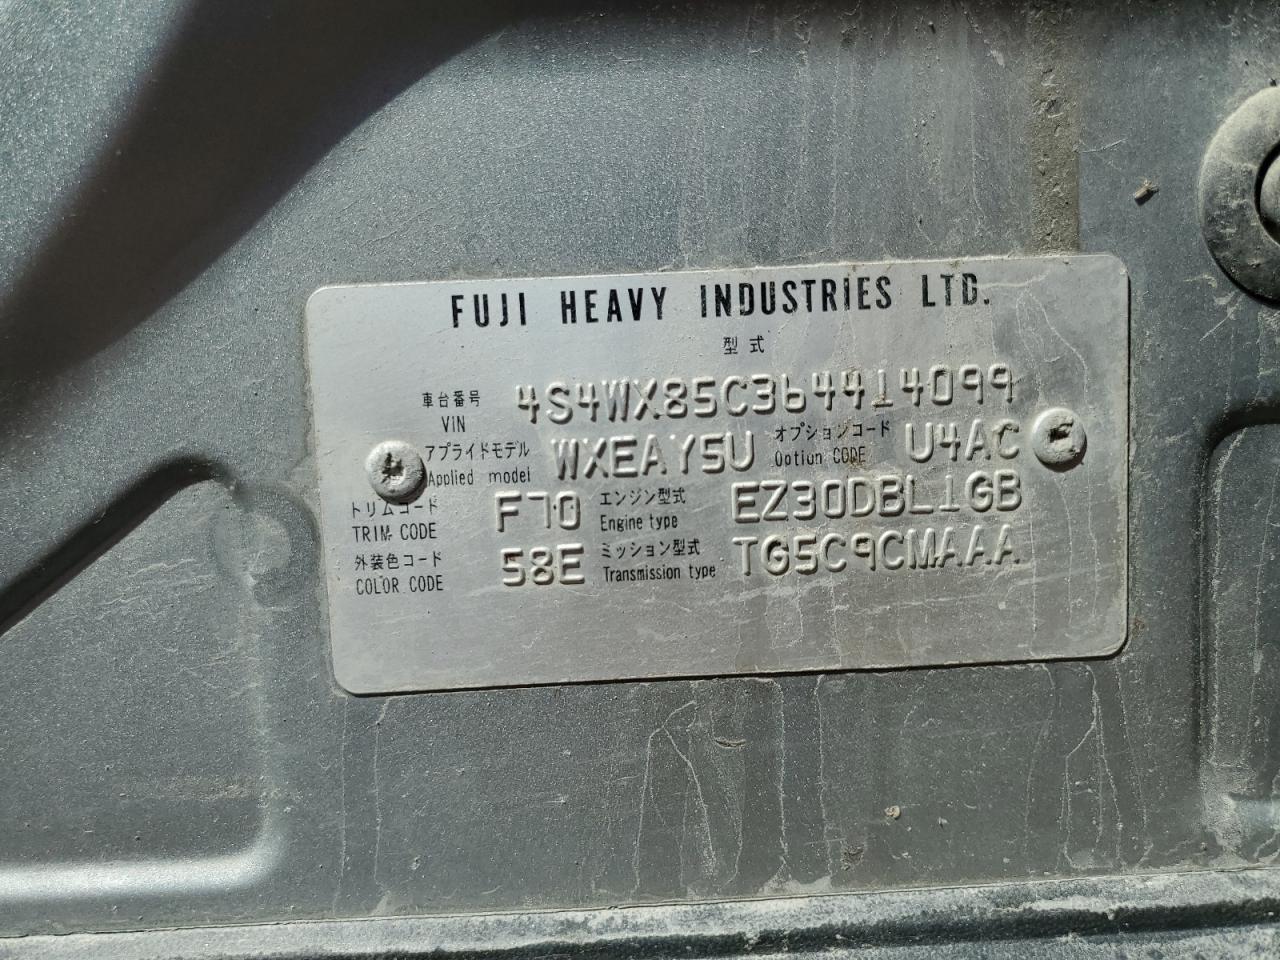 FUJI HEAVY INDUSTRIES LTD.
型式
車台番号 VIN 4S4WX85C364414099
アプライドモデル Applied model WXEAY5U オプションコード Option CODE U4AC
トリムコード TRIM CODE F70 エンジン型式 Engine type EZ30DBL1GB
外装色コード COLOR CODE 58E ミッション型式 Transmission type TG5C9CMAAA